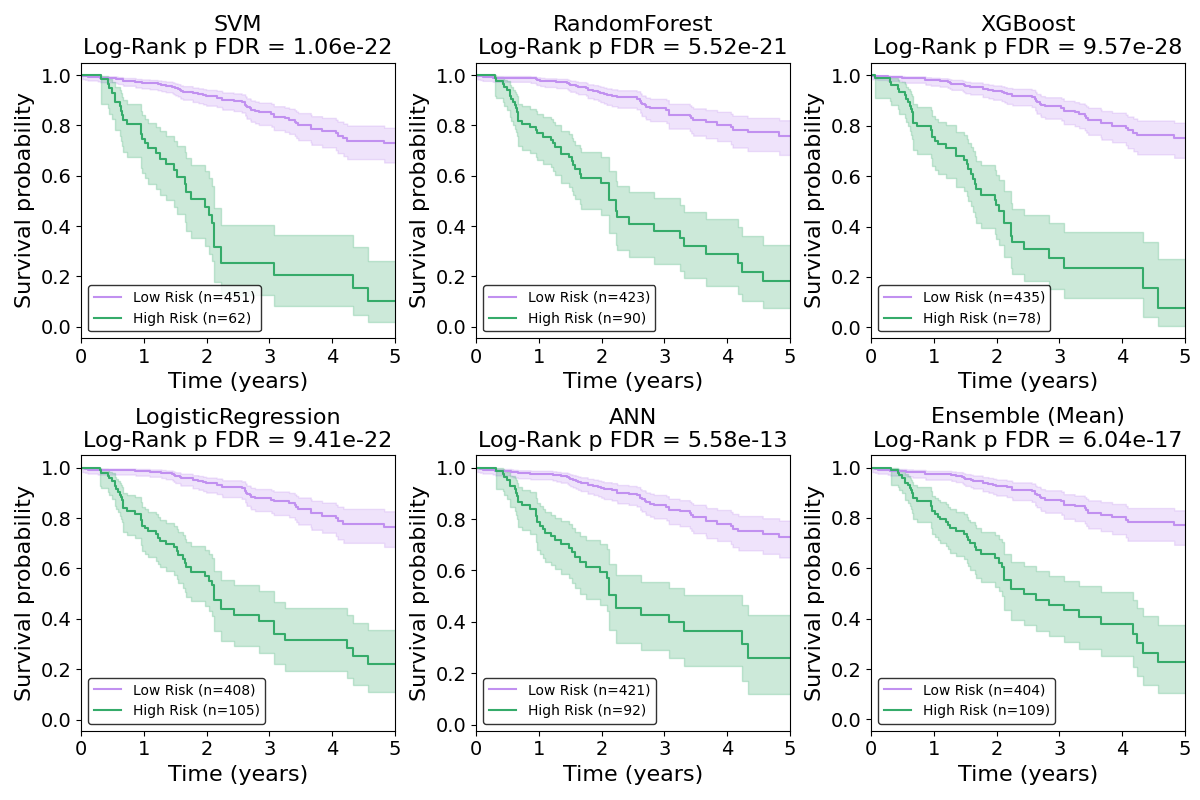 SVM
Log-Rank p FDR = 1.06e-22
Survival probability
1.0
0.8
0.6
0.4
0.2
0.0
Low Risk (n=451)
High Risk (n=62)
0 1 2 3 4 5
Time (years)
RandomForest
Log-Rank p FDR = 5.52e-21
Survival probability
1.0
0.8
0.6
0.4
0.2
0.0
Low Risk (n=423)
High Risk (n=90)
0 1 2 3 4 5
Time (years)
XGBoost
Log-Rank p FDR = 9.57e-28
Survival probability
1.0
0.8
0.6
0.4
0.2
0.0
Low Risk (n=435)
High Risk (n=78)
0 1 2 3 4 5
Time (years)
LogisticRegression
Log-Rank p FDR = 9.41e-22
Survival probability
1.0
0.8
0.6
0.4
0.2
0.0
Low Risk (n=408)
High Risk (n=105)
0 1 2 3 4 5
Time (years)
ANN
Log-Rank p FDR = 5.58e-13
Survival probability
1.0
0.8
0.6
0.4
0.2
0.0
Low Risk (n=421)
High Risk (n=92)
0 1 2 3 4 5
Time (years)
Ensemble (Mean)
Log-Rank p FDR = 6.04e-17
Survival probability
1.0
0.8
0.6
0.4
0.2
0.0
Low Risk (n=404)
High Risk (n=109)
0 1 2 3 4 5
Time (years)